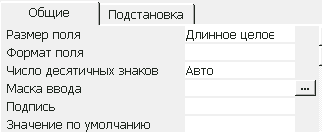 Общие Подстановка
Размер поля Длинное целое
Формат поля
Число десятичных знаков Авто
Маска ввода ...
Подпись
Значение по умолчанию